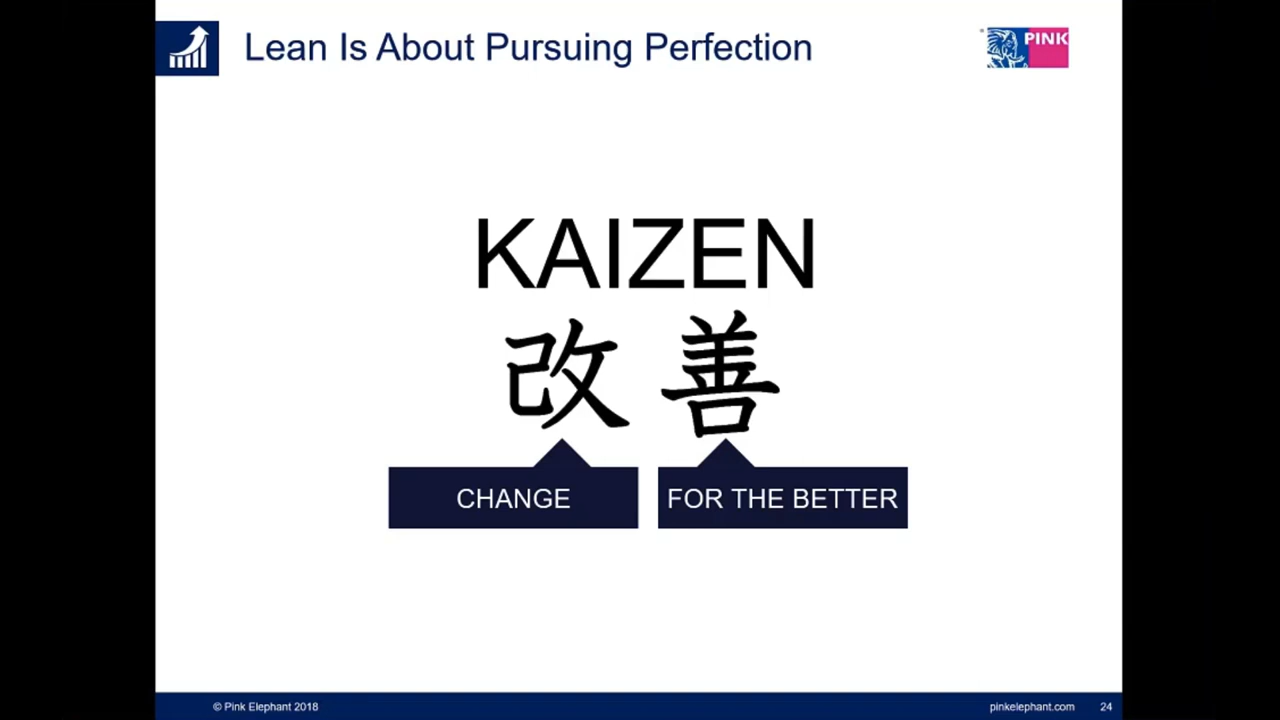 Lean Is About Pursuing Perfection
PINK
KAIZEN
改善
CHANGE
FOR THE BETTER
© Pink Elephant 2018
pinkelephant.com
24